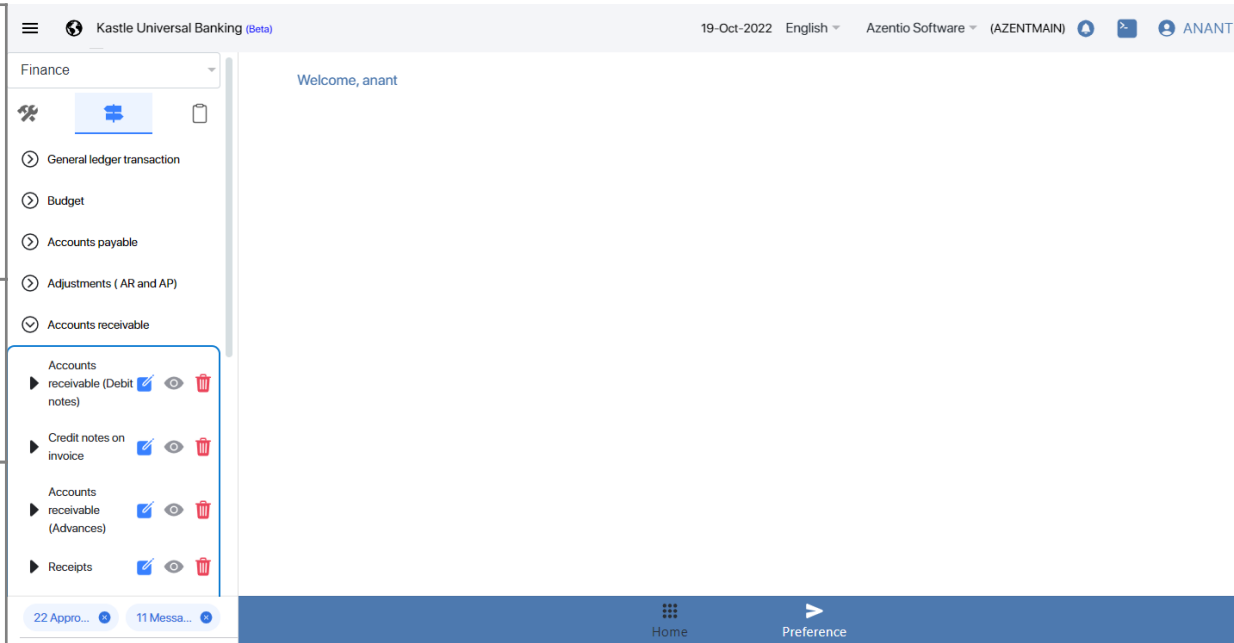 Kastle Universal Banking (Beta)
19-Oct-2022 English Azentio Software (AZENTMAIN) ANANT
Finance
Welcome, anant
General ledger transaction
Budget
Accounts payable
Adjustments ( AR and AP)
Accounts receivable
Accounts
receivable (Debit
notes)
Credit notes on
invoice
Accounts
receivable
(Advances)
Receipts
22 Appro... 11 Messa...
Home Preference